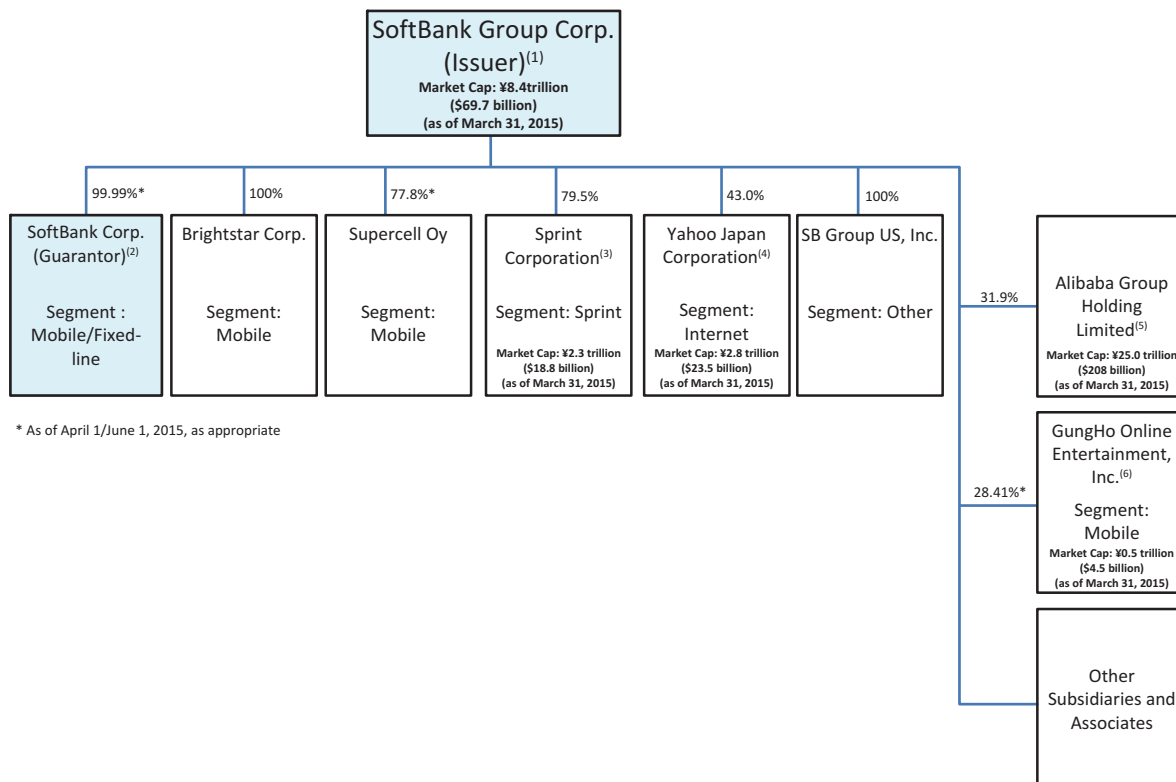 SoftBank Group Corp.
(Issuer)(1)
Market Cap: ¥8.4trillion
($69.7 billion)
(as of March 31, 2015)
99.99%*
100%
77.8%*
79.5%
43.0%
100%
SoftBank Corp.
(Guarantor)(2)
Segment :
Mobile/Fixed-
line
Brightstar Corp.
Segment:
Mobile
Supercell Oy
Segment:
Mobile
Sprint
Corporation(3)
Segment: Sprint
Market Cap: ¥2.3 trillion
($18.8 billion)
(as of March 31, 2015)
Yahoo Japan
Corporation(4)
Segment:
Internet
Market Cap: ¥2.8 trillion
($23.5 billion)
(as of March 31, 2015)
SB Group US, Inc.
Segment: Other
31.9%
Alibaba Group
Holding
Limited(5)
Market Cap: ¥25.0 trillion
($208 billion)
(as of March 31, 2015)
* As of April 1/June 1, 2015, as appropriate
28.41%*
GungHo Online
Entertainment,
Inc.(6)
Segment:
Mobile
Market Cap: ¥0.5 trillion
($4.5 billion)
(as of March 31, 2015)
Other
Subsidiaries and
Associates